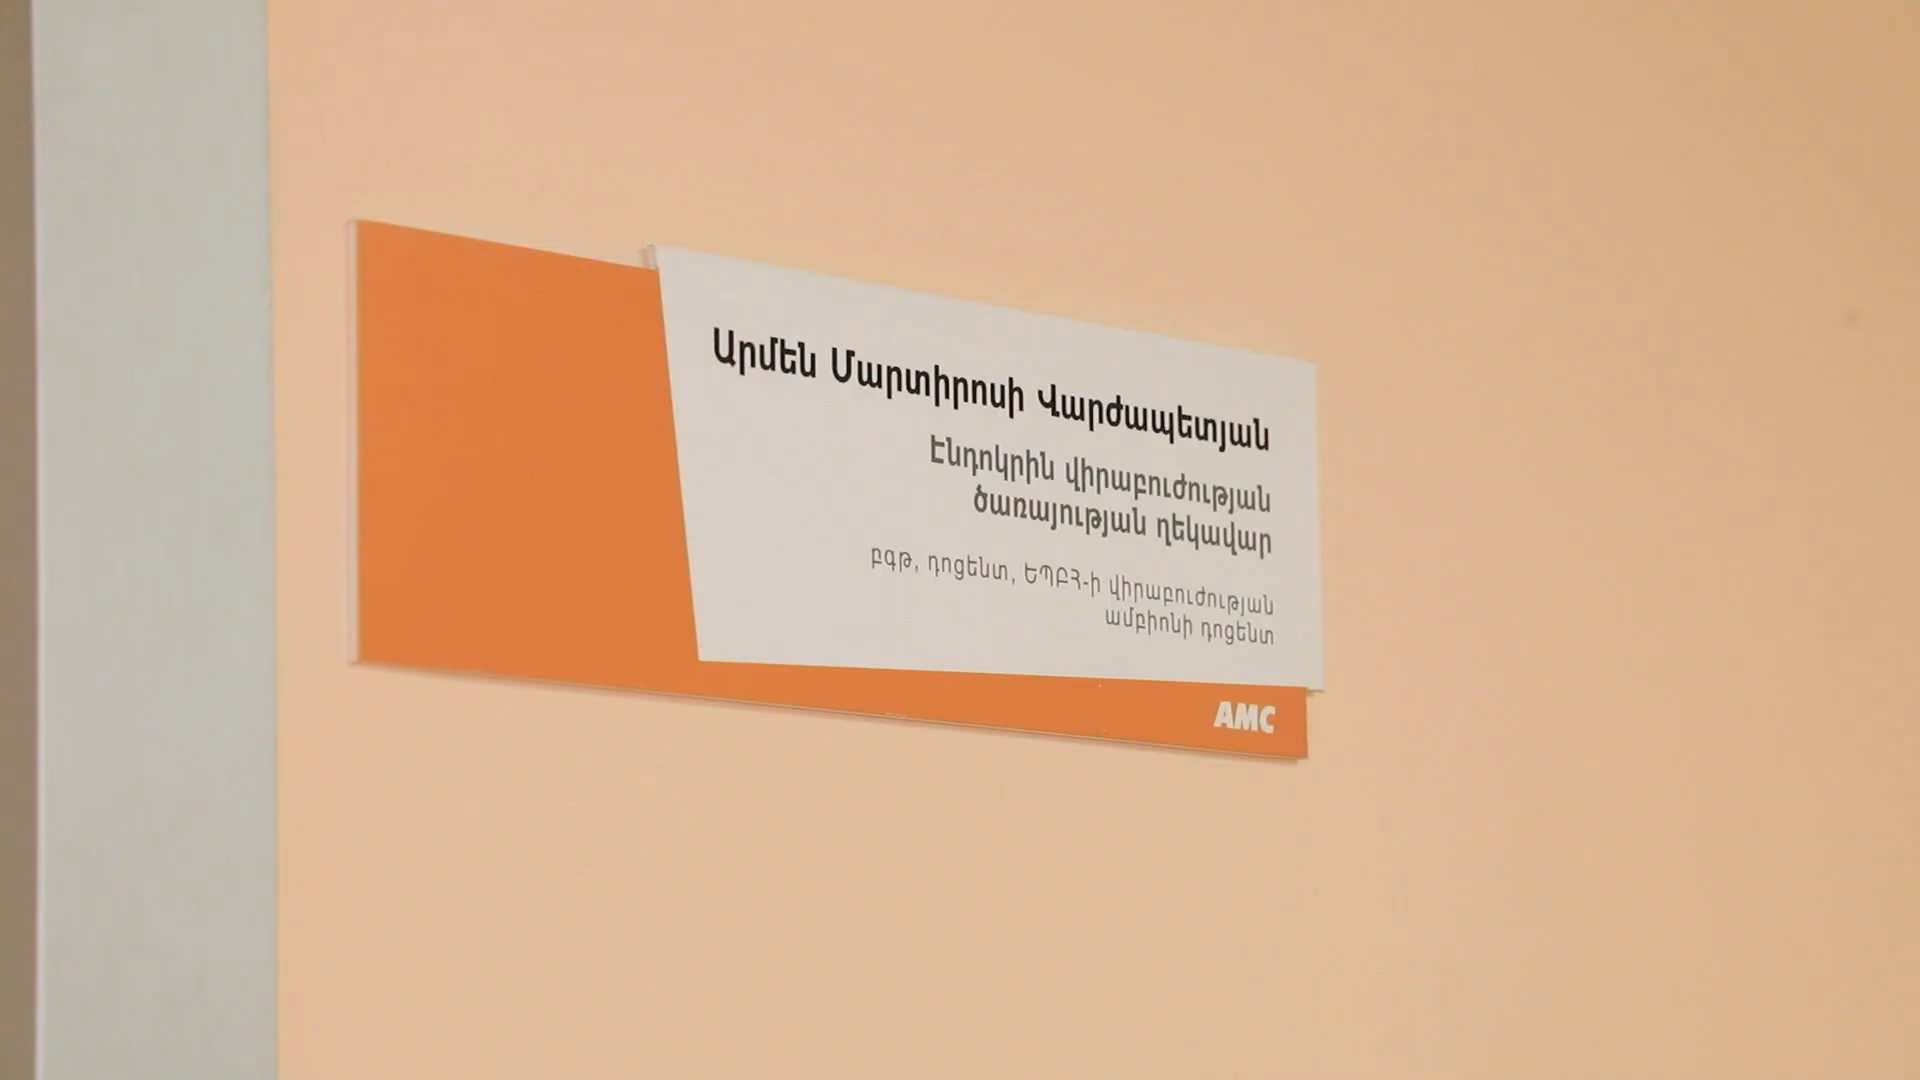 Արմեն Մարտիրոսի Վարժապետյան
Էնդոկրին վիրաբուժության
ծառայության ղեկավար
բգթ, դոցենտ, ԵՊԲՀ-ի վիրաբուժության
ամբիոնի դոցենտ
AMC